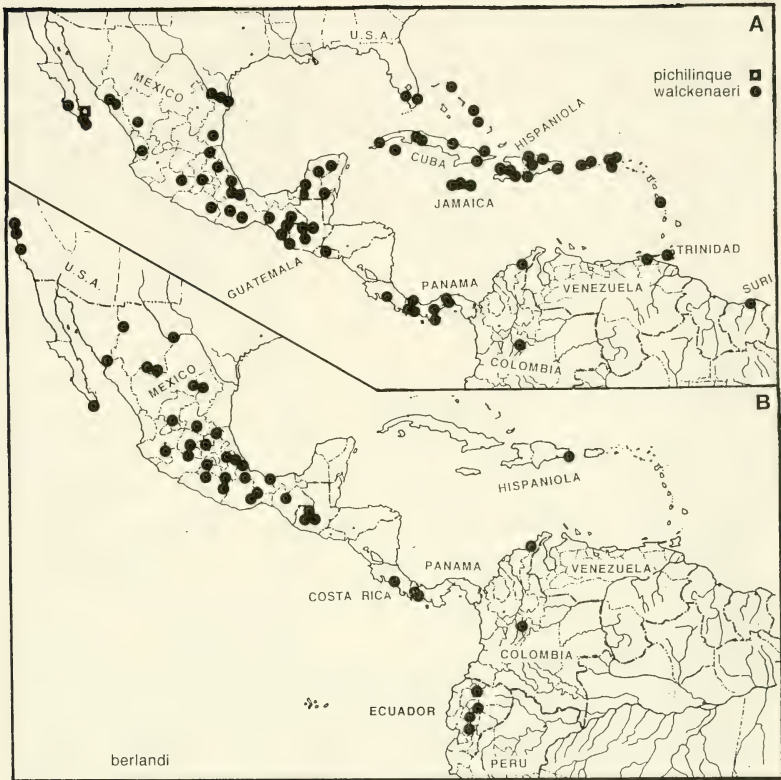 A
U.S.A.
pichilinque
walckenaeri
MEXICO
HISPANIOLA
CUBA
JAMAICA
GUATEMALA
TRINIDAD
PANAMA
VENEZUELA
SURI
COLOMBIA
B
U.S.A.
MEXICO
HISPANIOLA
PANAMA
VENEZUELA
COSTA RICA
COLOMBIA
ECUADOR
PERU
berlandi